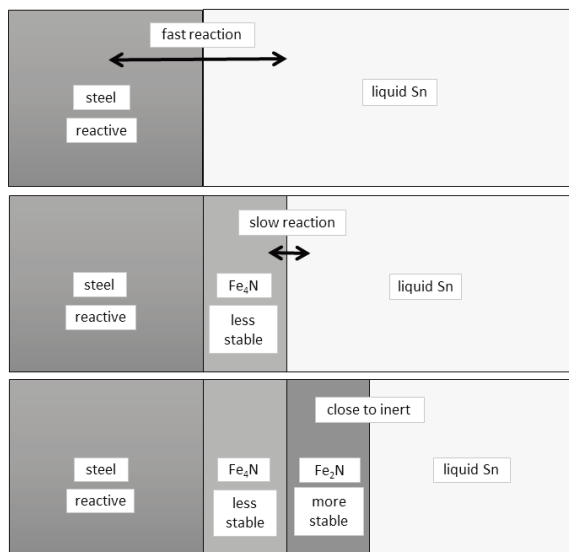 fast reaction
steel
reactive
liquid Sn
slow reaction
steel
reactive
Fe₄N
less
stable
liquid Sn
close to inert
steel
reactive
Fe₄N
less
stable
Fe₂N
more
stable
liquid Sn